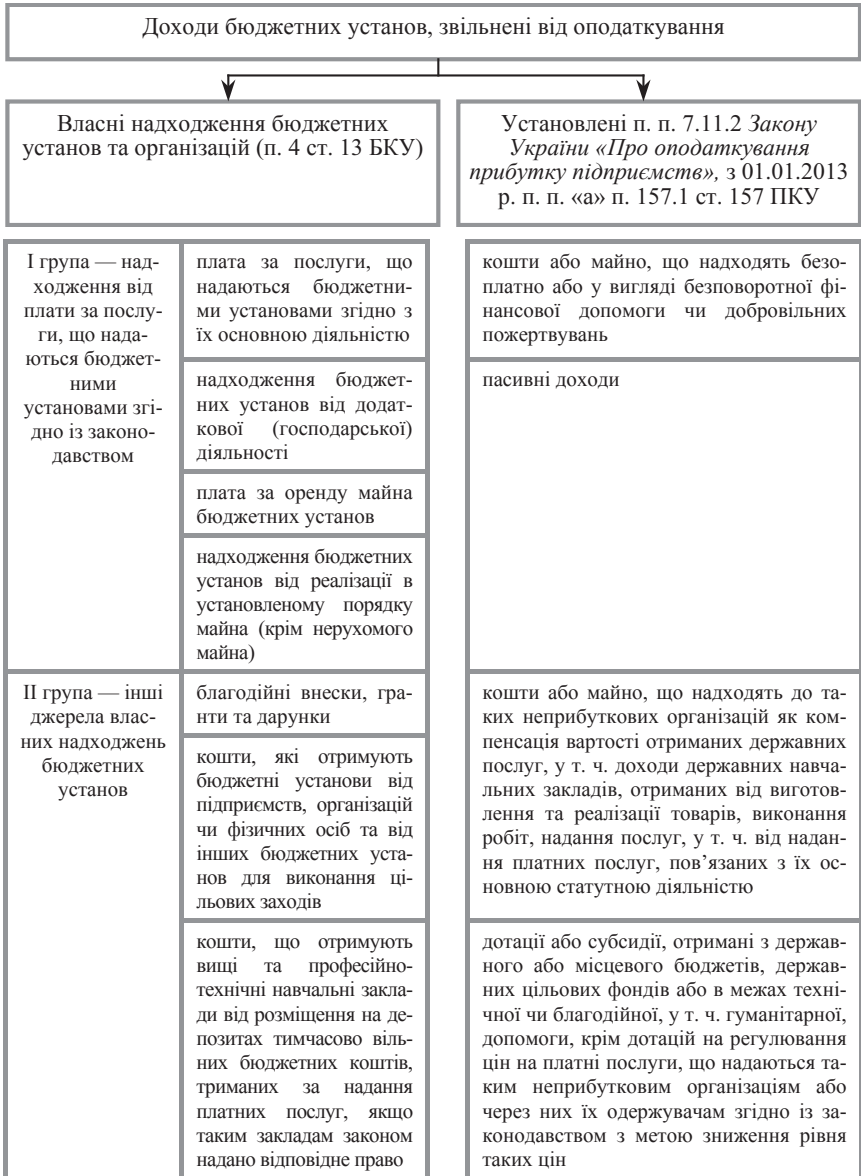 Доходи бюджетних установ, звільнені від оподаткування
Власні надходження бюджетних
установ та організацій (п. 4 ст. 13 БКУ)
Установлені п. п. 7.11.2 Закону
України «Про оподаткування
прибутку підприємств», з 01.01.2013
р. п. п. «а» п. 157.1 ст. 157 ПКУ
І група — над-
ходження від
плати за послу-
ги, що нада-
ються бюджет-
ними
установами згі-
дно із законо-
давством
плата за послуги, що
надаються бюджетни-
ми установами згідно з
їх основною діяльністю
надходження бюджет-
них установ від додат-
кової (господарської)
діяльності
плата за оренду майна
бюджетних установ
надходження бюджетних
установ від реалізації в
установленому порядку
майна (крім нерухомого
майна)
кошти або майно, що надходять безо-
платно або у вигляді безповоротної фі-
нансової допомоги чи добровільних
пожертвувань
пасивні доходи
ІІ група — інші
джерела влас-
них надходжень
бюджетних
установ
благодійні внески, гра-
нти та дарунки
кошти, які отримують
бюджетні установи від
підприємств, організацій
чи фізичних осіб та від
інших бюджетних уста-
нов для виконання ці-
льових заходів
кошти, що отримують
вищі та професійно-
технічні навчальні закла-
ди від розміщення на де-
позитах тимчасово віль-
них бюджетних коштів,
триманих за надання
платних послуг, якщо
таким закладам законом
надано відповідне право
кошти або майно, що надходять до та-
ких неприбуткових організацій як ком-
пенсація вартості отриманих державних
послуг, у т. ч. доходи державних навча-
льних закладів, отриманих від виготов-
лення та реалізації товарів, виконання
робіт, надання послуг, у т. ч. від надан-
ня платних послуг, пов’язаних з їх ос-
новною статутною діяльністю
дотації або субсидії, отримані з держав-
ного або місцевого бюджетів, держав-
них цільових фондів або в межах техні-
чної чи благодійної, у т. ч. гуманітарної,
допомоги, крім дотацій на регулювання
цін на платні послуги, що надаються та-
ким неприбутковим організаціям або
через них їх одержувачам згідно із за-
конодавством з метою зниження рівня
таких цін